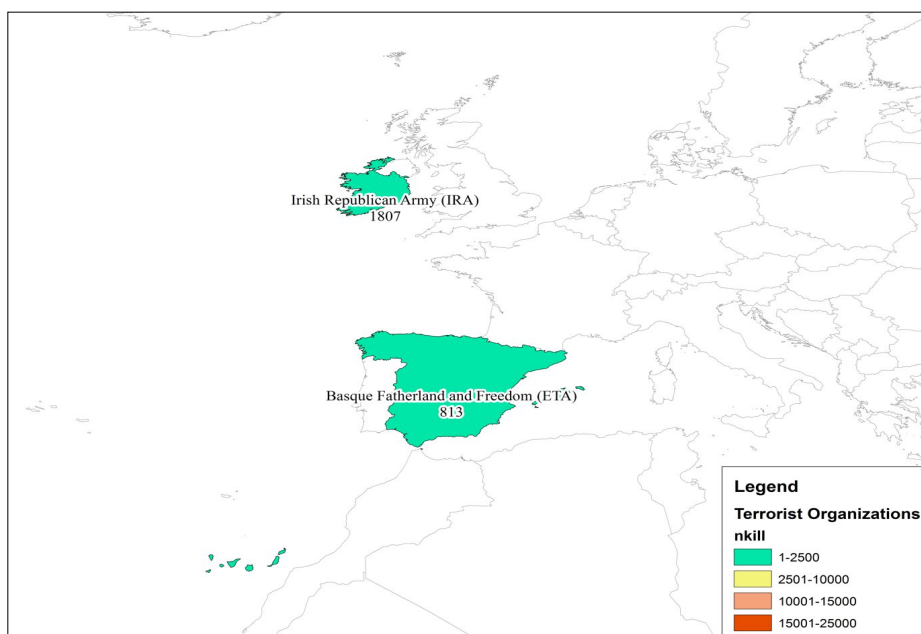 Irish Republican Army (IRA)
1807
Basque Fatherland and Freedom (ETA)
813
Legend
Terrorist Organizations
nkill
1-2500
2501-10000
10001-15000
15001-25000